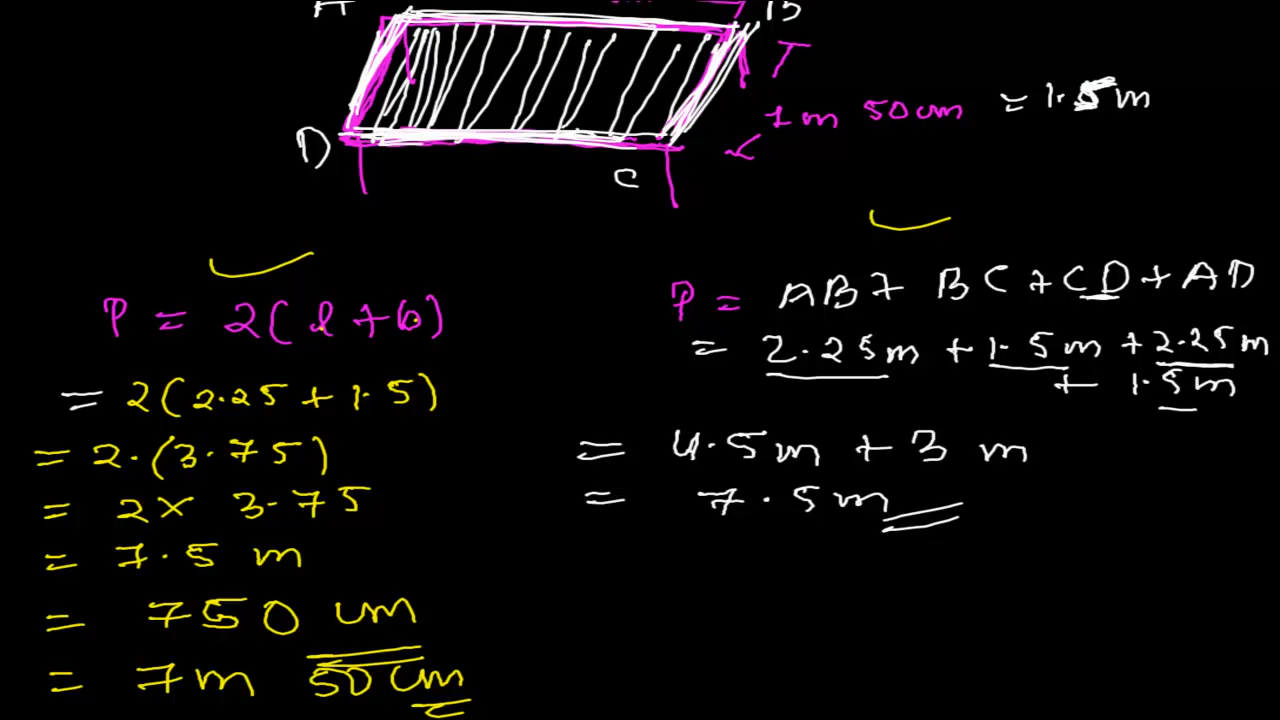 A B
T
1m 50cm = 1.5m
D C
P = 2(l+b)
= 2(2.25+1.5)
= 2.(3.75)
= 2× 3.75
= 7.5 m
= 750 cm
= 7m 50cm
P = AB+ BC+CD+AD
= 2.25m +1.5m +2.25m
+ 1.5m
= 4.5m + 3 m
= 7.5m